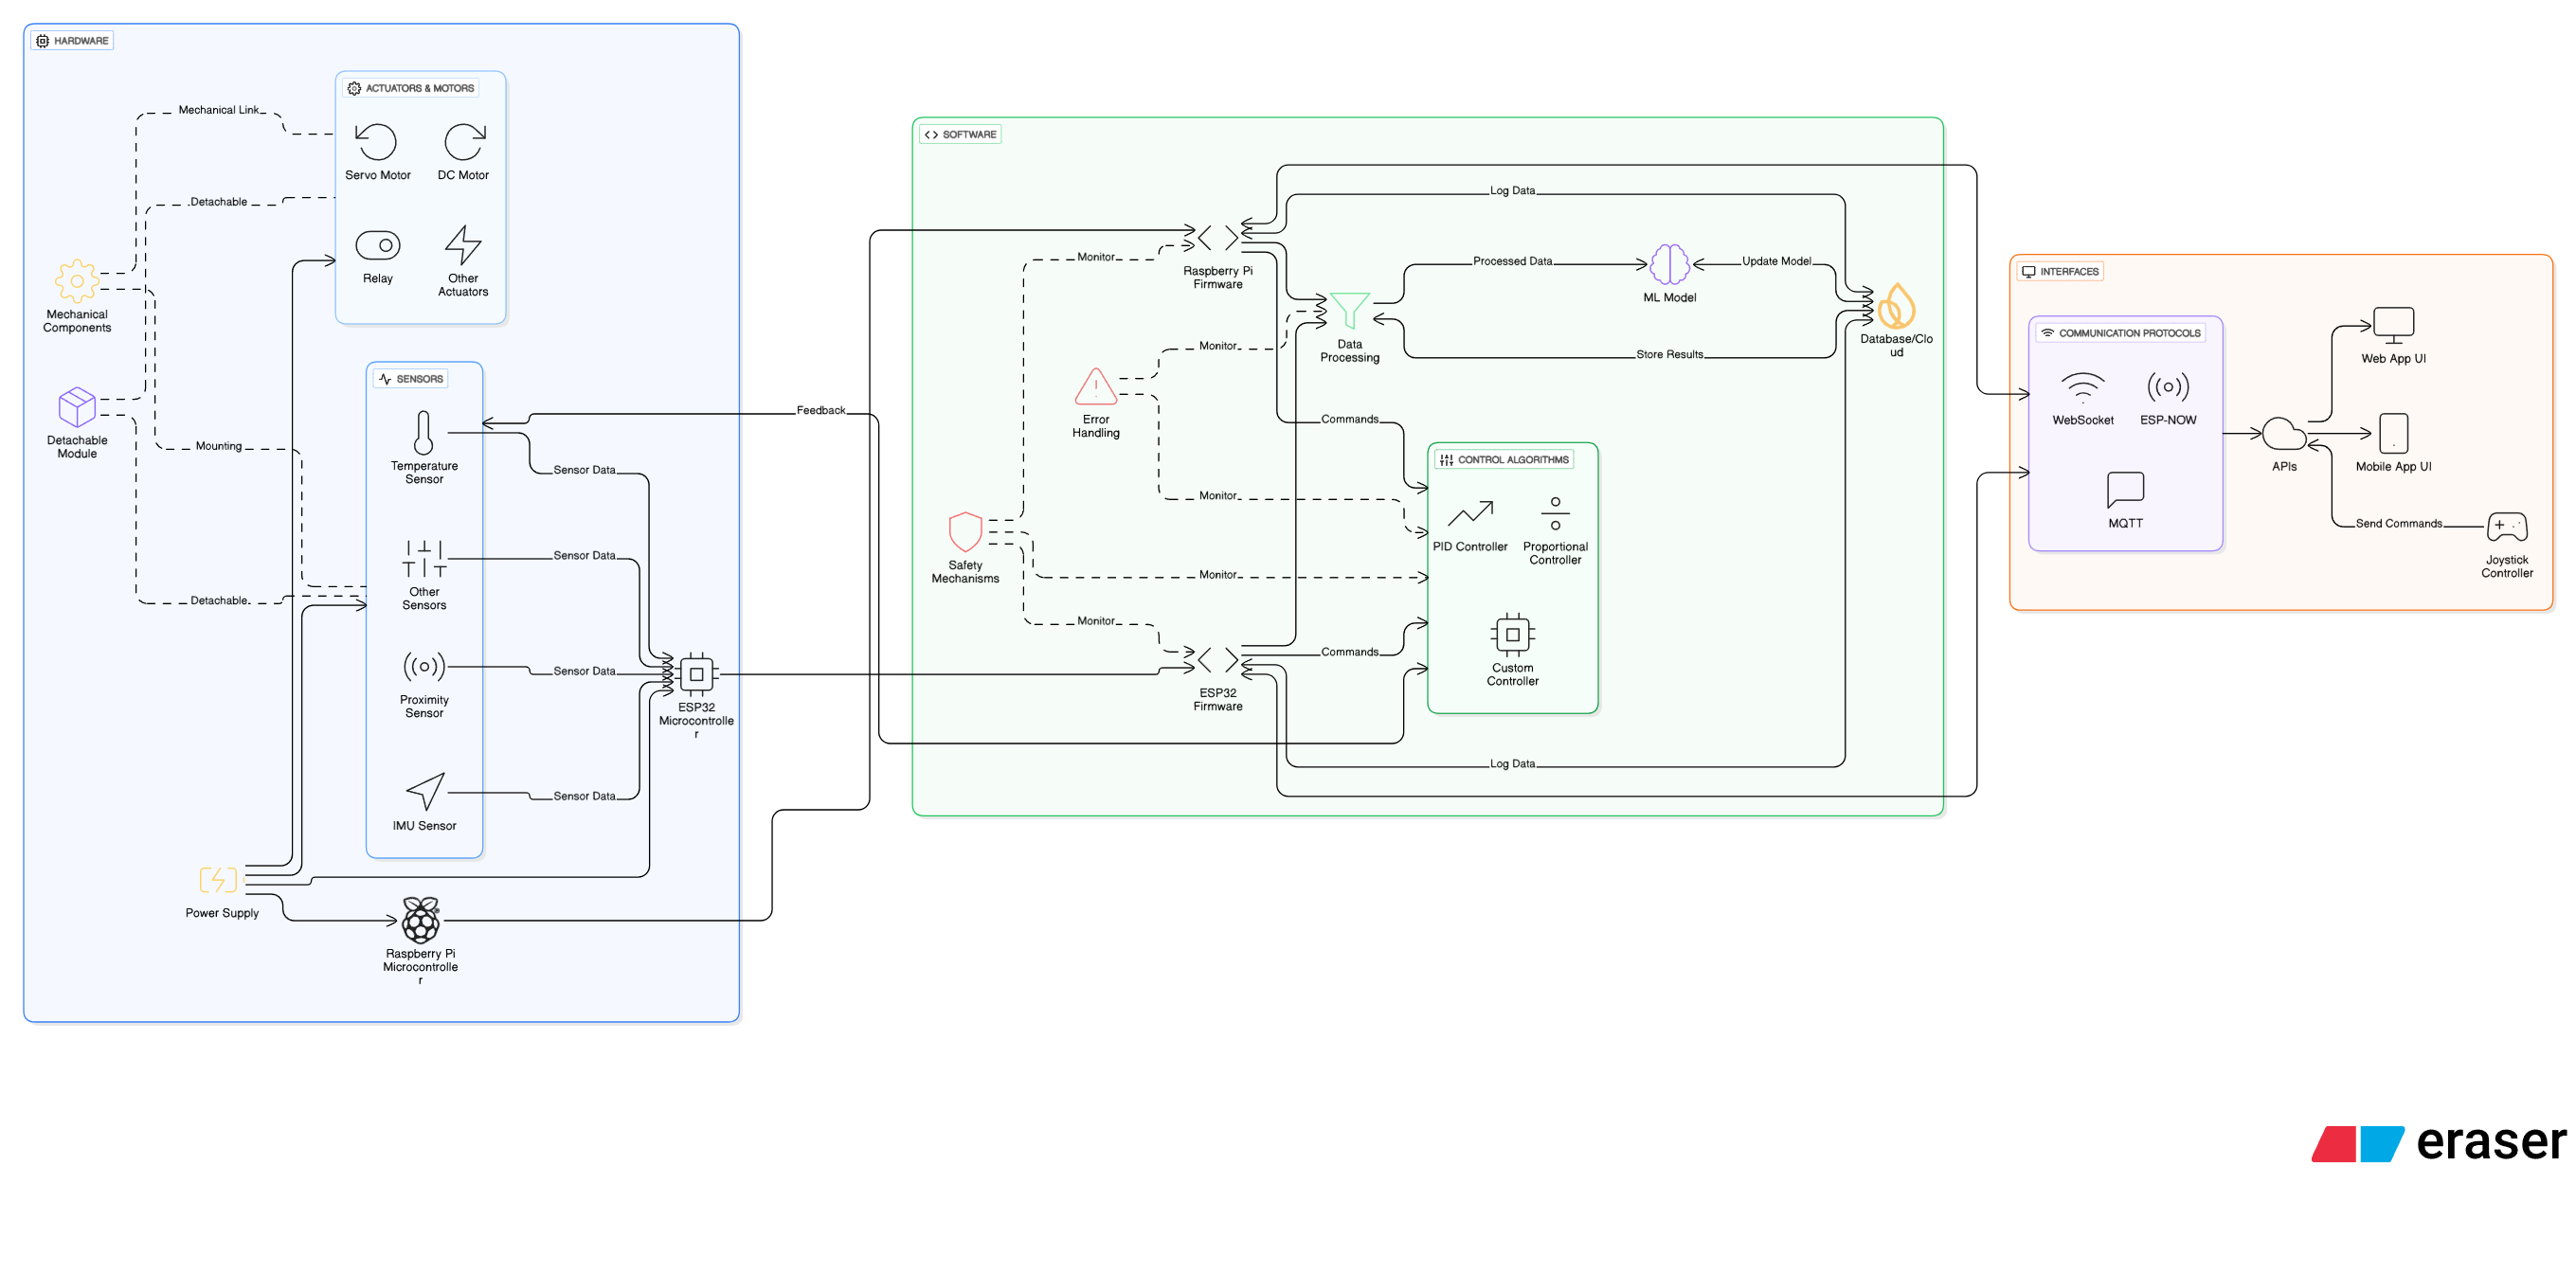 HARDWARE
ACTUATORS & MOTORS
Mechanical Link
Servo Motor
DC Motor
Detachable
Relay
Other
Actuators
Mechanical
Components
SENSORS
Detachable
Module
Mounting
Temperature
Sensor
Sensor Data
Other
Sensors
Sensor Data
Detachable
Proximity
Sensor
Sensor Data
ESP32
Microcontrolle
r
IMU Sensor
Sensor Data
Power Supply
Raspberry Pi
Microcontrolle
r
Feedback
SOFTWARE
Log Data
Monitor
Raspberry Pi
Firmware
Processed Data
ML Model
Update Model
Monitor
Data
Processing
Store Results
Database/Clo
ud
Error
Handling
Commands
CONTROL ALGORITHMS
Monitor
PID Controller
Proportional
Controller
Safety
Mechanisms
Monitor
Monitor
Commands
ESP32
Firmware
Custom
Controller
Log Data
INTERFACES
COMMUNICATION PROTOCOLS
WebSocket
ESP-NOW
MQTT
APIs
Web App UI
Mobile App UI
Send Commands
Joystick
Controller
eraser